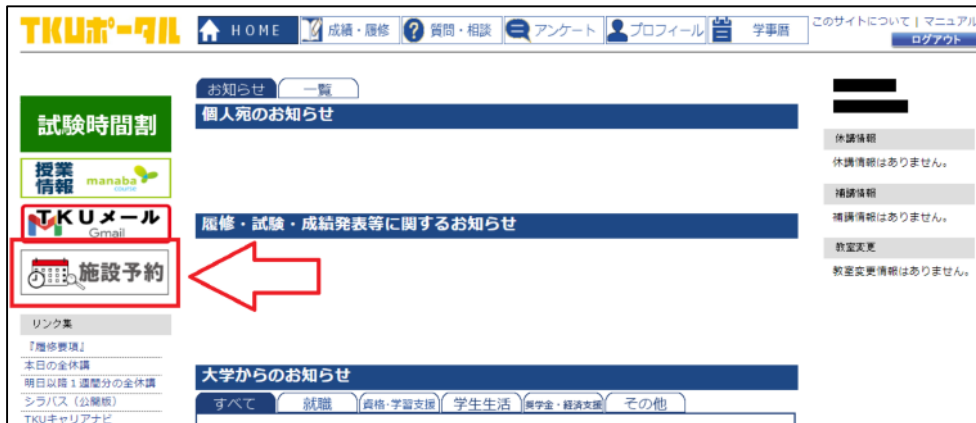 TKUポータル
HOME
成績・履修
質問・相談
アンケート
プロフィール
学事暦
このサイトについて | マニュアル
ログアウト
お知らせ
一覧
個人宛のお知らせ
試験時間割
授業
情報
manaba
course
TKUメール
Gmail
施設予約
履修・試験・成績発表等に関するお知らせ
休講情報
休講情報はありません。
補講情報
補講情報はありません。
教室変更
教室変更情報はありません。
リンク集
『履修要項』
本日の全休講
明日以降1週間分の全休講
シラバス（公開版）
TKUキャリアナビ
大学からのお知らせ
すべて
就職
資格・学習支援
学生生活
奨学金・経済支援
その他